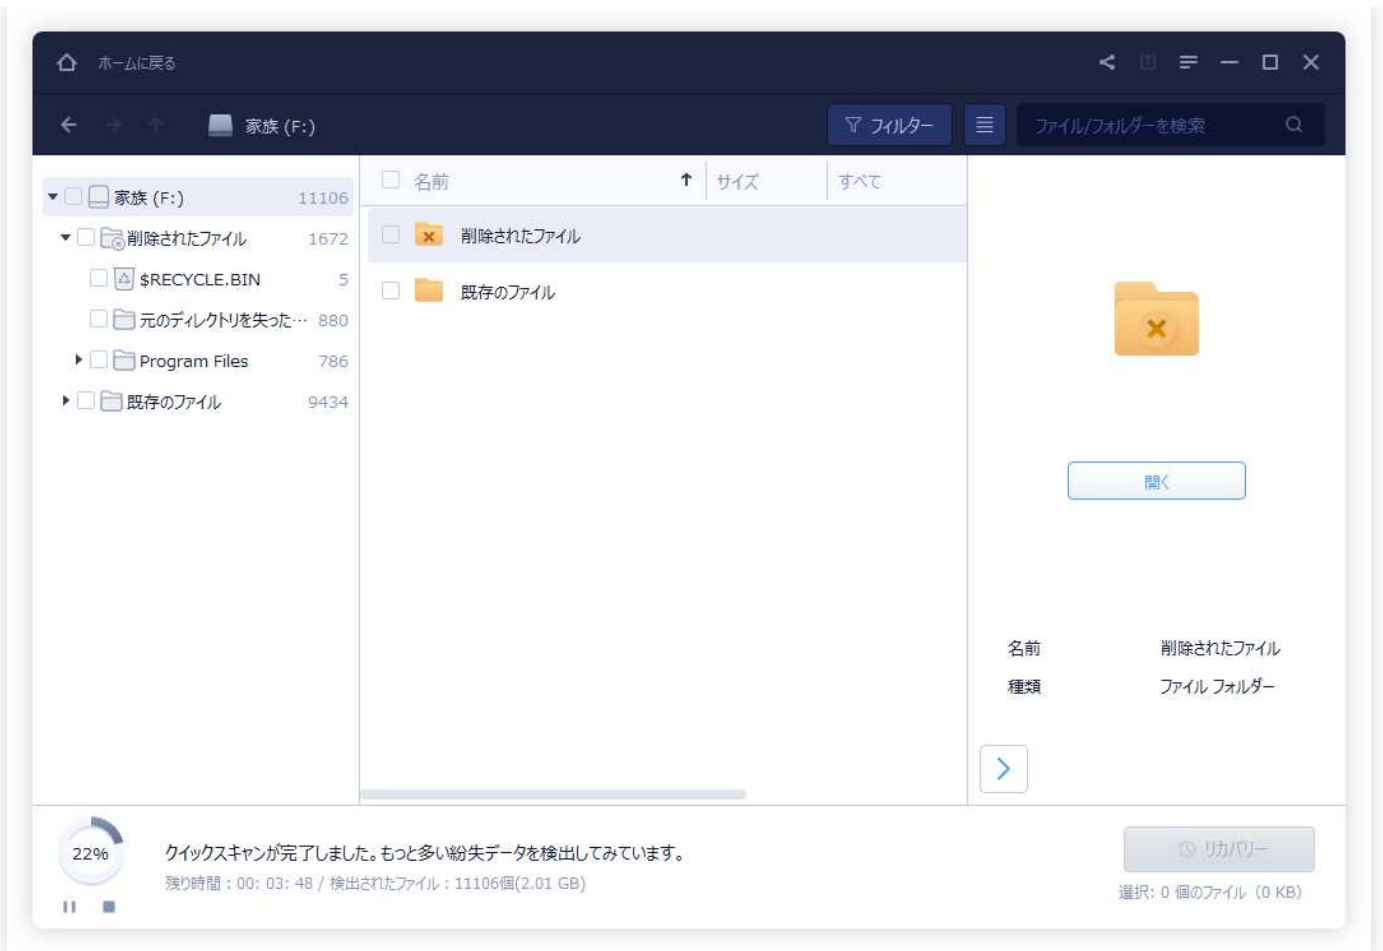 ホームに戻る
家族 (F:)
フィルター
ファイル/フォルダーを検索
家族 (F:) 11106
削除されたファイル 1672
$RECYCLE.BIN 5
元のディレクトリを失った… 880
Program Files 786
既存のファイル 9434
名前 サイズ すべて
削除されたファイル
既存のファイル
開く
名前 削除されたファイル
種類 ファイル フォルダー
22%
クイックスキャンが完了しました。もっと多い紛失データを検出してみています。
残り時間 : 00: 03: 48 / 検出されたファイル : 11106個(2.01 GB)
リカバリー
選択: 0 個のファイル (0 KB)